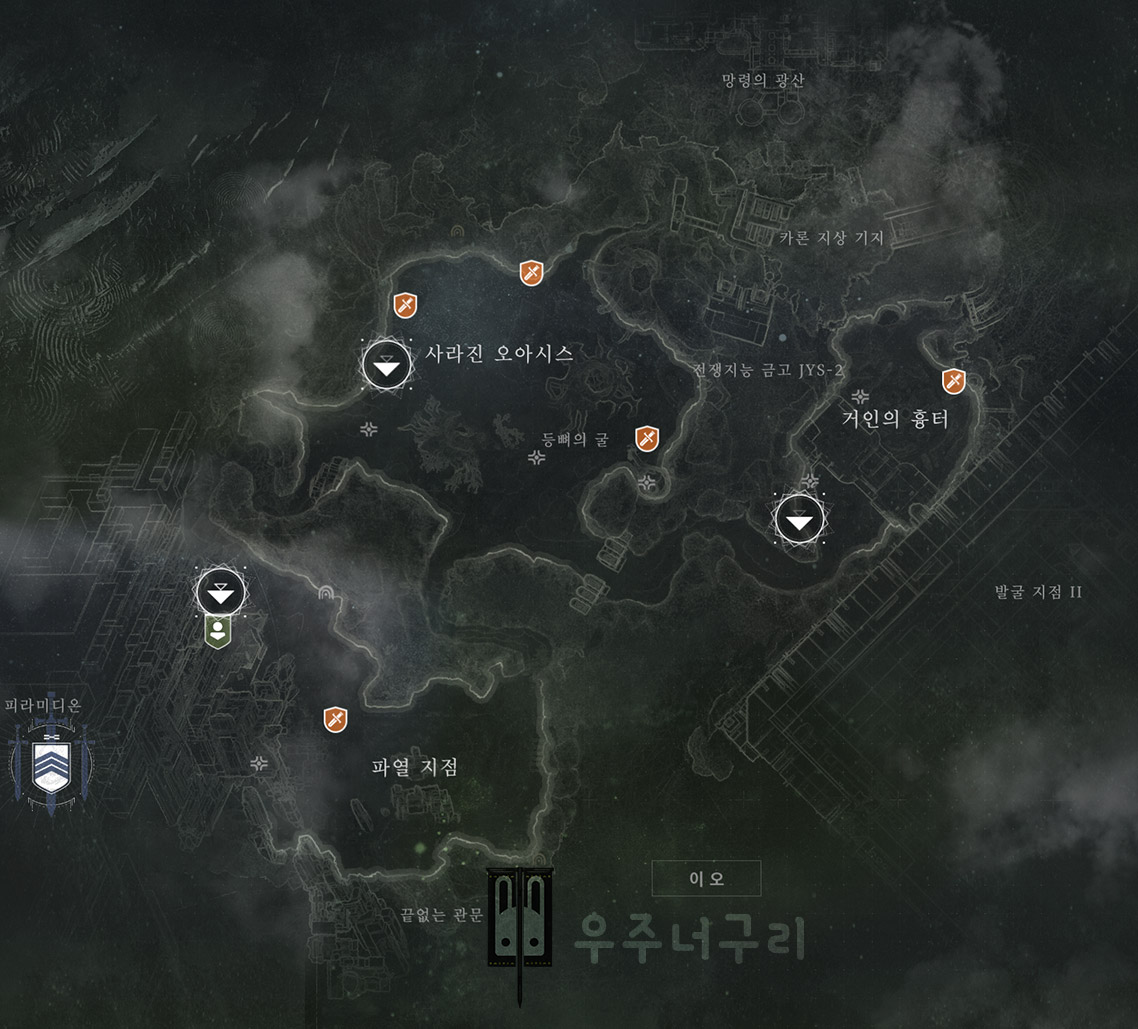 망령의 광산
카론 지상 기지
사라진 오아시스
전쟁지능 금고 JYS-2
거인의 흉터
등뼈의 굴
발굴 지점 II
피라미디온
파열 지점
이오
끝없는 관문
우주너구리